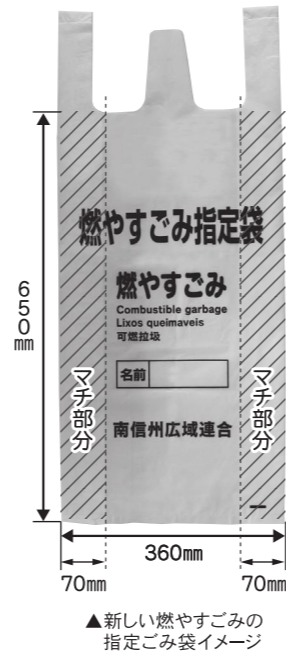 燃やすごみ指定袋
燃やすごみ
Combustible garbage
Lixos queimaveis
可燃垃圾
名前
南信州広域連合
650㎜
マチ部分
マチ部分
360㎜
70㎜
70㎜
▲新しい燃やすごみの
指定ごみ袋イメージ